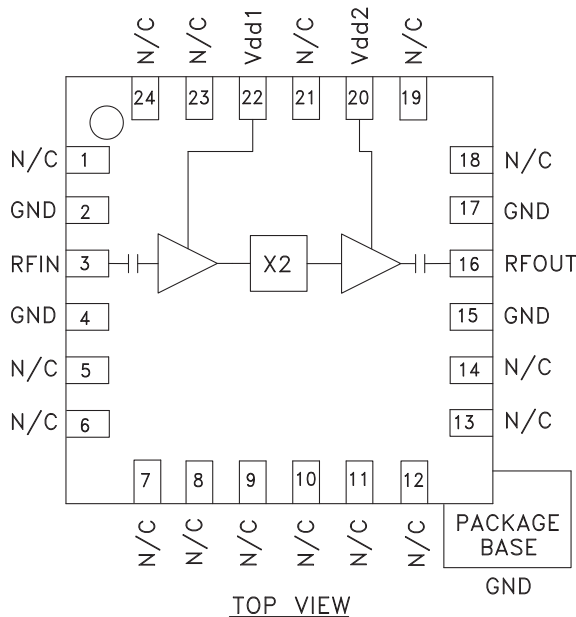 N/C N/C Vdd1 N/C Vdd2 N/C
24 23 22 21 20 19
N/C 1 18 N/C
GND 2 17 GND
RFIN 3 X2 16 RFOUT
GND 4 15 GND
N/C 5 14 N/C
N/C 6 13 N/C
7 8 9 10 11 12
N/C N/C N/C N/C N/C N/C
PACKAGE
BASE
GND
TOP VIEW